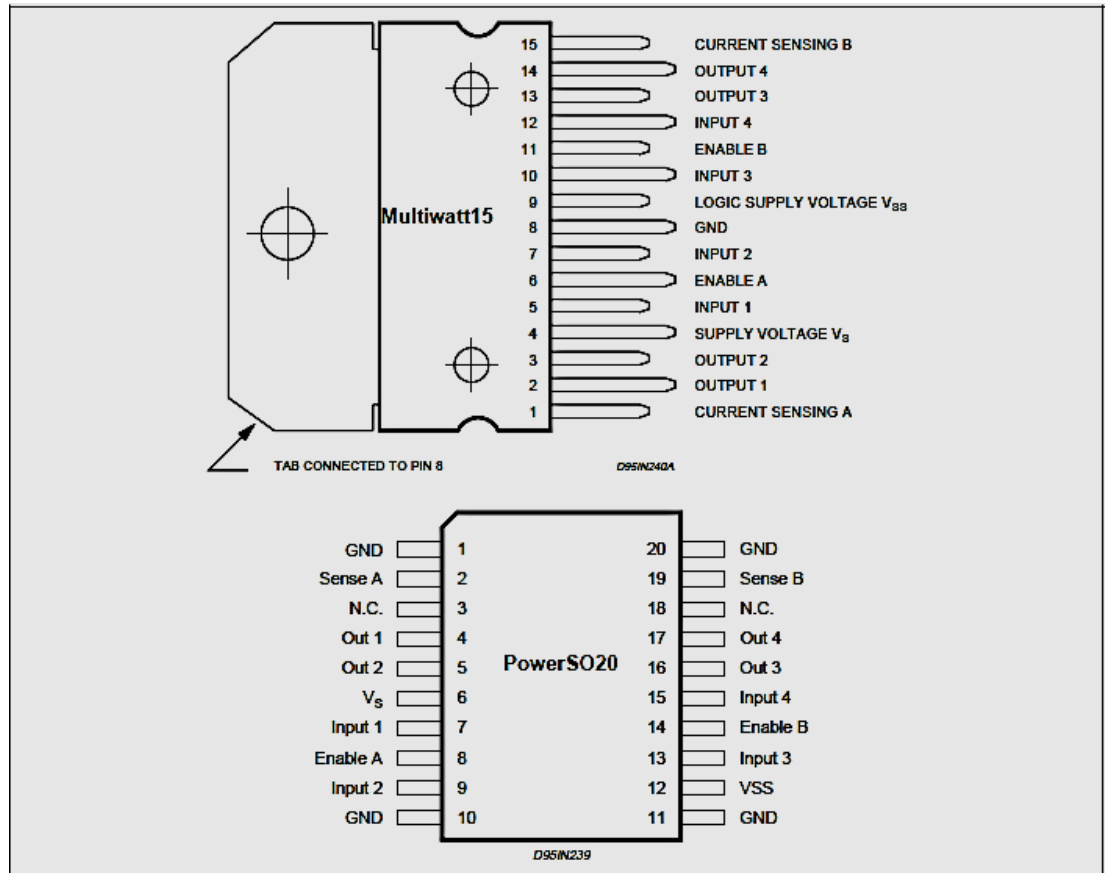 15 CURRENT SENSING B
14 OUTPUT 4
13 OUTPUT 3
12 INPUT 4
11 ENABLE B
10 INPUT 3
9 LOGIC SUPPLY VOLTAGE VSS
Multiwatt15
8 GND
7 INPUT 2
6 ENABLE A
5 INPUT 1
4 SUPPLY VOLTAGE VS
3 OUTPUT 2
2 OUTPUT 1
1 CURRENT SENSING A
TAB CONNECTED TO PIN 8
D95IN240A
GND 1 20 GND
Sense A 2 19 Sense B
N.C. 3 18 N.C.
Out 1 4 17 Out 4
Out 2 5 PowerSO20 16 Out 3
VS 6 15 Input 4
Input 1 7 14 Enable B
Enable A 8 13 Input 3
Input 2 9 12 VSS
GND 10 11 GND
D95IN239